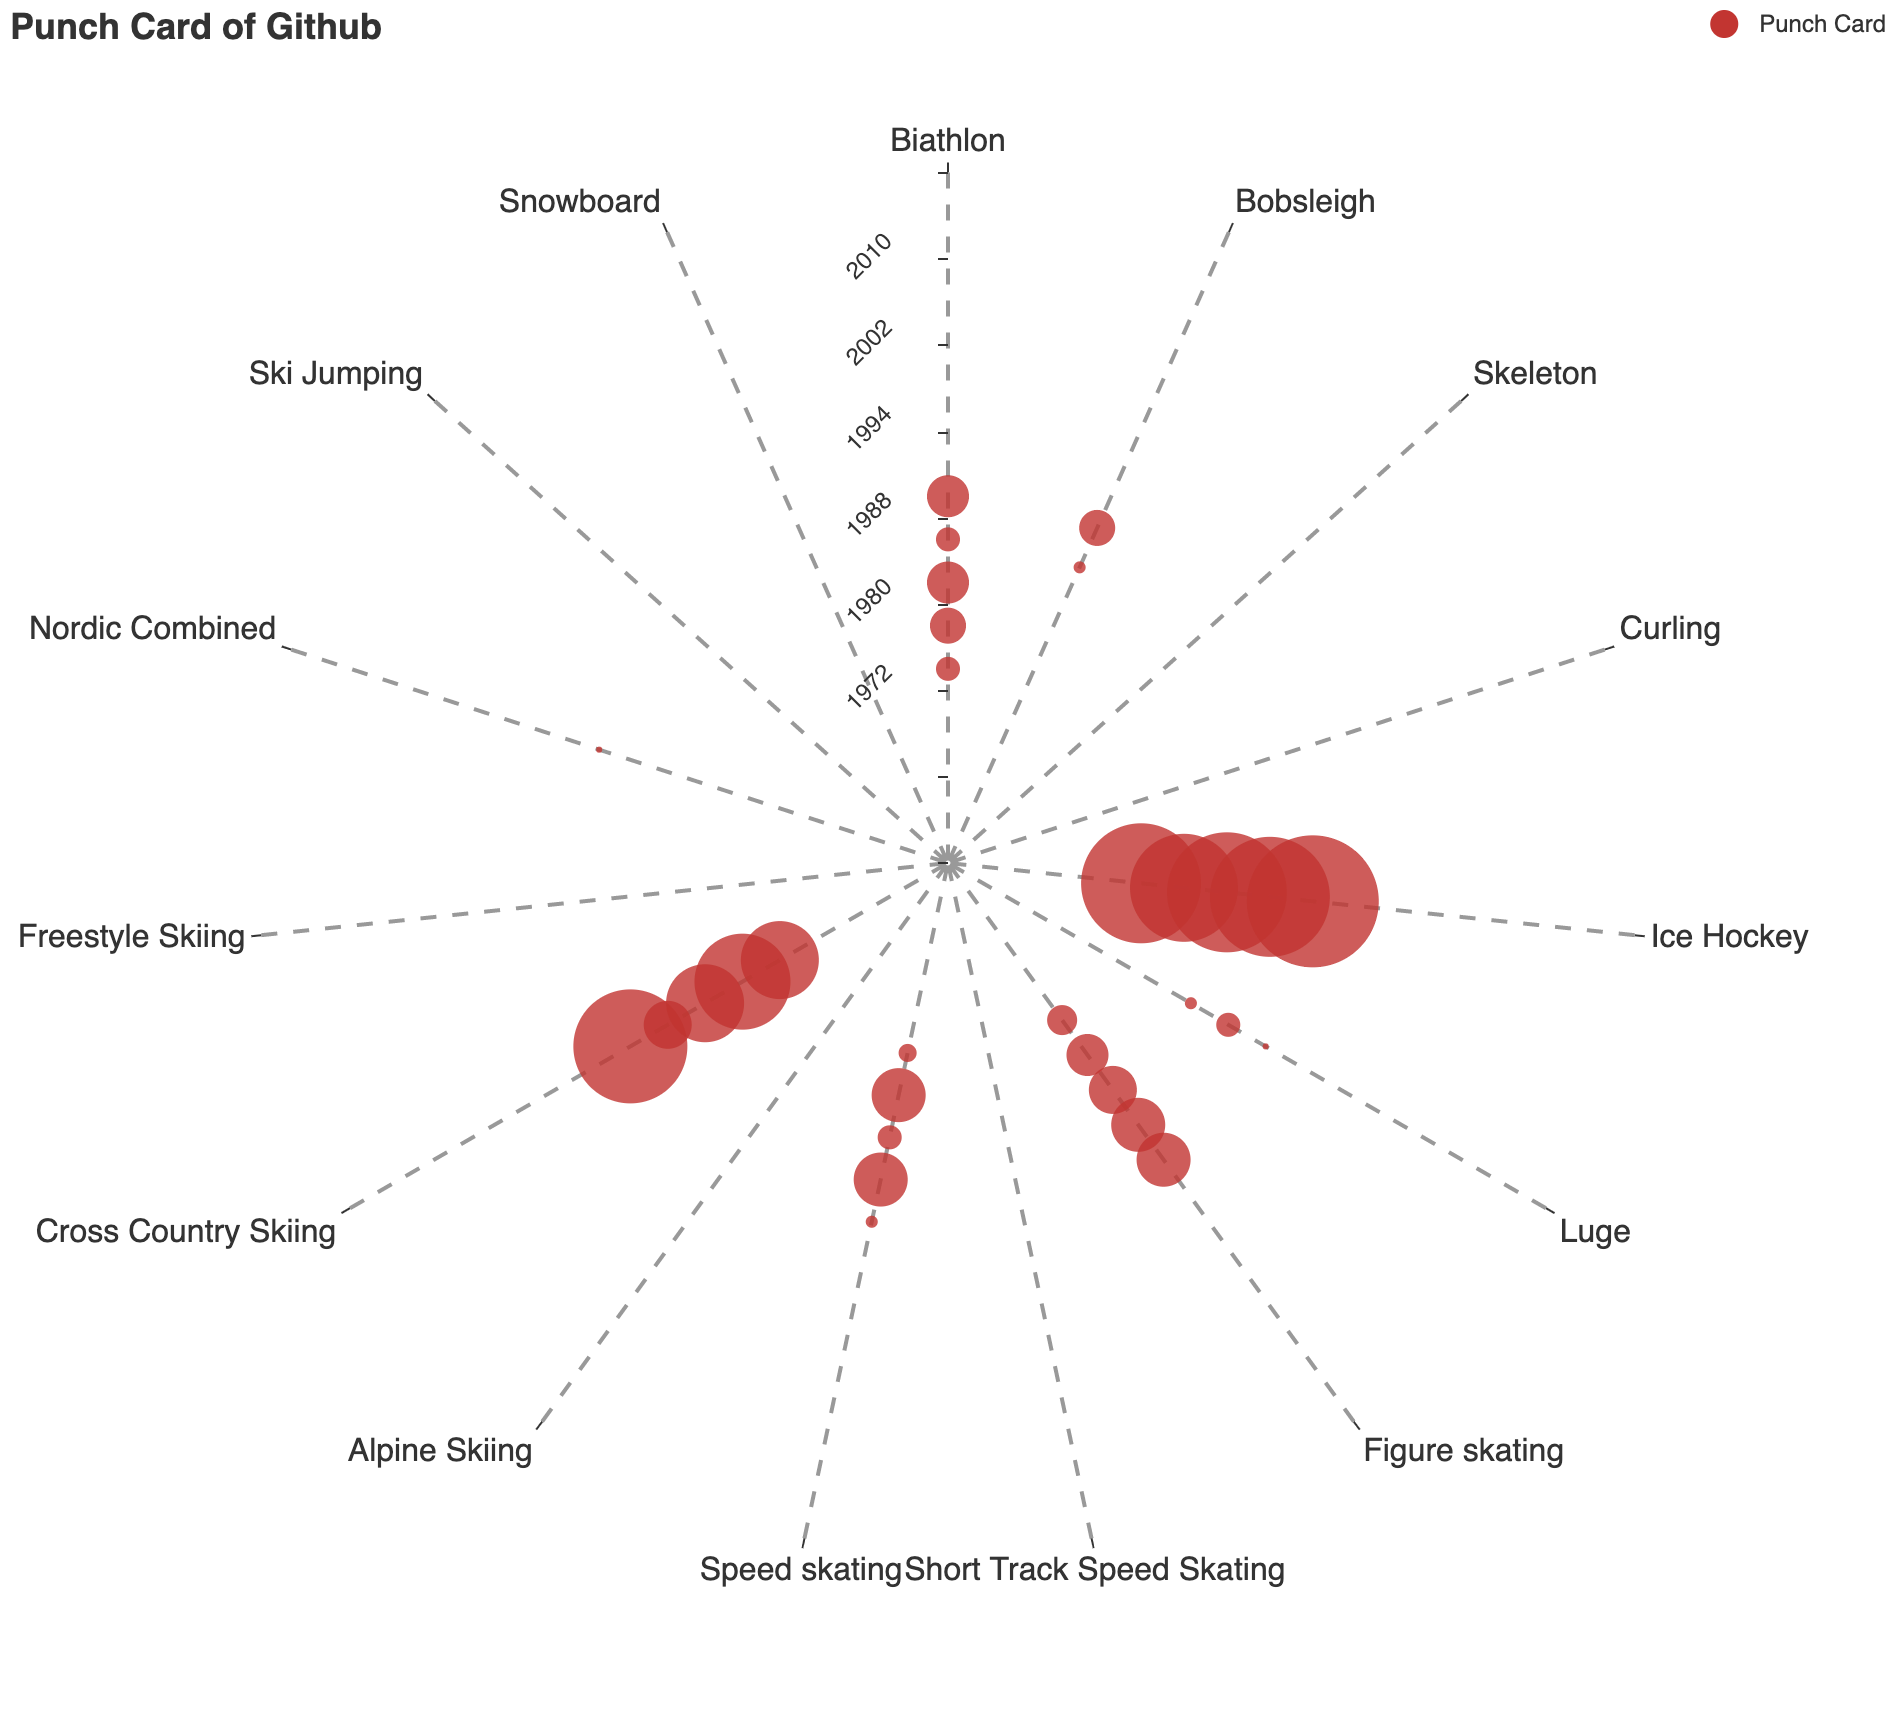 Punch Card of Github
Punch Card
Biathlon
Snowboard
Bobsleigh
2010
2002
Ski Jumping
Skeleton
1994
1988
1980
Nordic Combined
Curling
1972
Freestyle Skiing
Ice Hockey
Cross Country Skiing
Luge
Alpine Skiing
Figure skating
Speed skating
Short Track Speed Skating